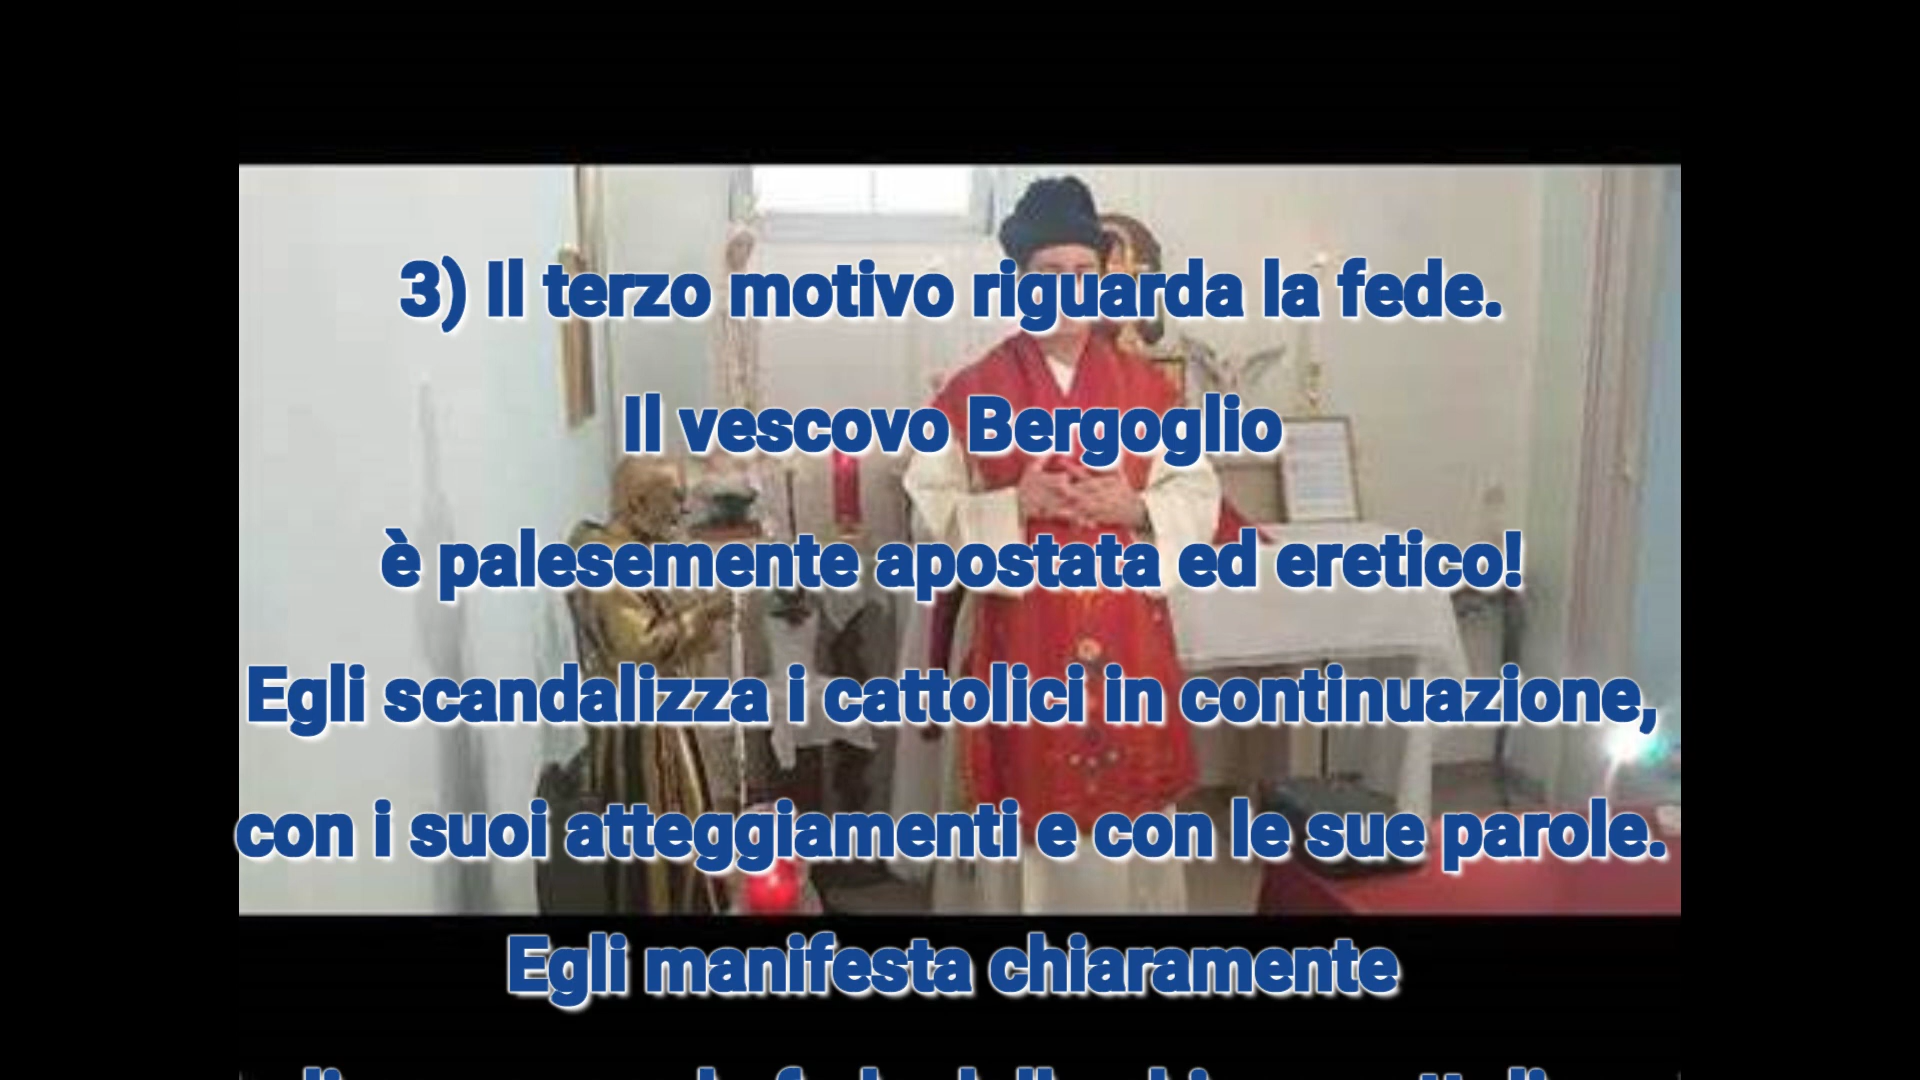 3) Il terzo motivo riguarda la fede.
Il vescovo Bergoglio
è palesemente apostata ed eretico!
Egli scandalizza i cattolici in continuazione,
con i suoi atteggiamenti e con le sue parole.
Egli manifesta chiaramente